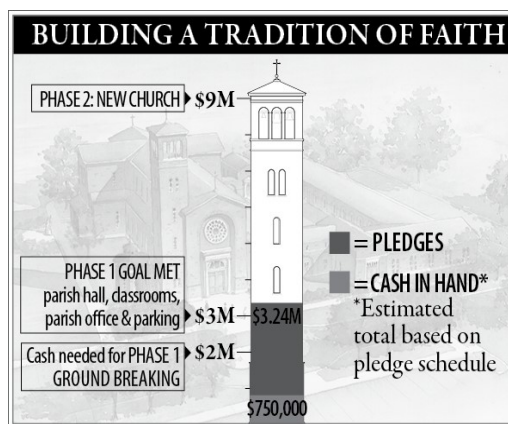 BUILDING A TRADITION OF FAITH
PHASE 2: NEW CHURCH
$9M
= PLEDGES
= CASH IN HAND*
*Estimated
total based on
pledge schedule
PHASE 1 GOAL MET
parish hall, classrooms,
parish office & parking
$3M
$3.24M
Cash needed for PHASE 1
GROUND BREAKING
$2M
$750,000